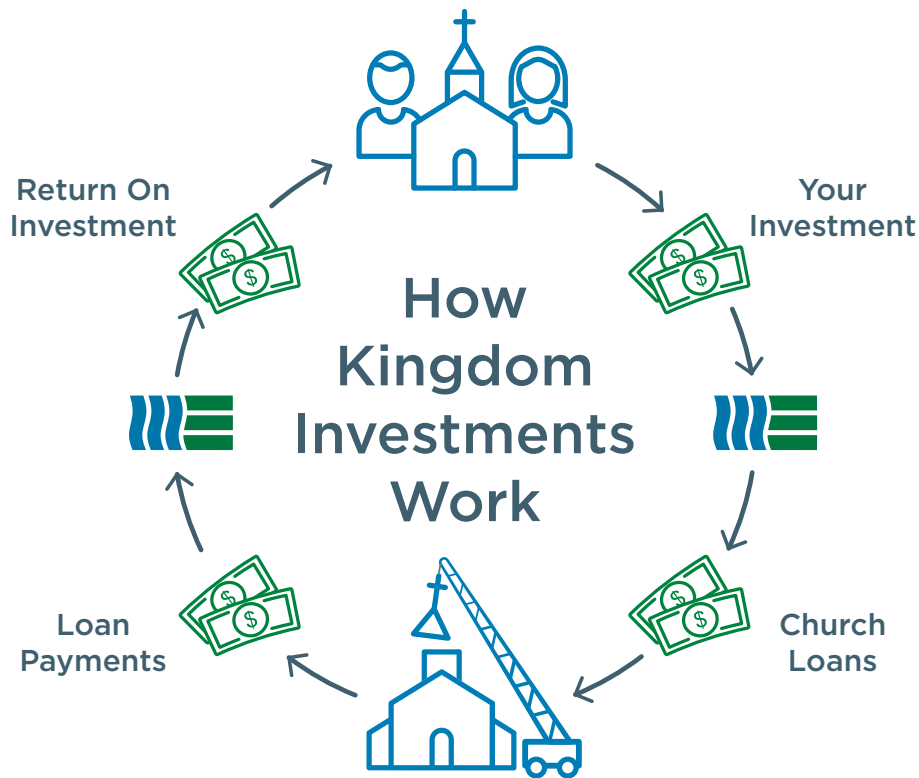 How
Kingdom
Investments
Work
Your
Investment
Church
Loans
Loan
Payments
Return On
Investment
$
$
$
$
$
$
$
$